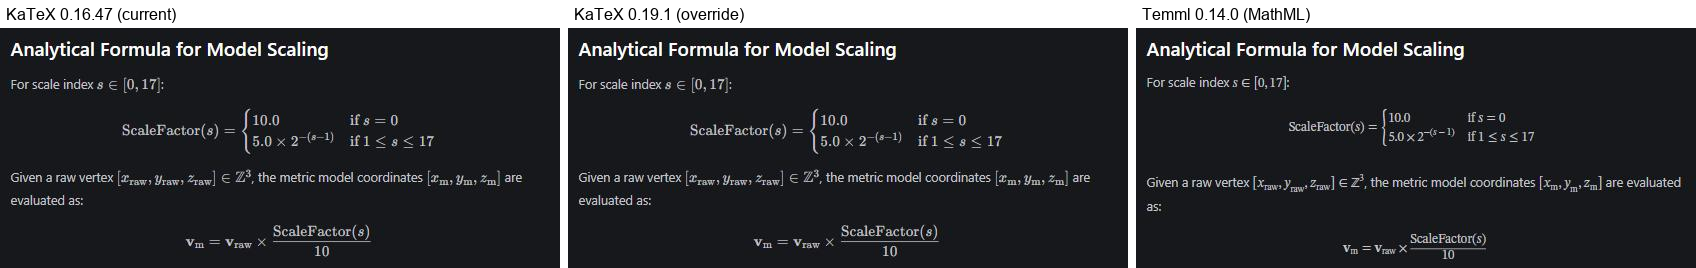 KaTeX 0.16.47 (current)
Analytical Formula for Model Scaling
For scale index s ∈ [0, 17]:
ScaleFactor(s) = { 10.0 if s = 0
5.0 × 2^−(s−1) if 1 ≤ s ≤ 17
Given a raw vertex [x_raw, y_raw, z_raw] ∈ ℤ³, the metric model coordinates [x_m, y_m, z_m] are
evaluated as:
v_m = v_raw × ScaleFactor(s)
10
KaTeX 0.19.1 (override)
Analytical Formula for Model Scaling
For scale index s ∈ [0, 17]:
ScaleFactor(s) = { 10.0 if s = 0
5.0 × 2^−(s−1) if 1 ≤ s ≤ 17
Given a raw vertex [x_raw, y_raw, z_raw] ∈ ℤ³, the metric model coordinates [x_m, y_m, z_m] are
evaluated as:
v_m = v_raw × ScaleFactor(s)
10
Temml 0.14.0 (MathML)
Analytical Formula for Model Scaling
For scale index s ∈ [0, 17]:
ScaleFactor(s) = { 10.0 if s = 0
5.0 × 2^−(s−1) if 1 ≤ s ≤ 17
Given a raw vertex [x_raw, y_raw, z_raw] ∈ ℤ³, the metric model coordinates [x_m, y_m, z_m] are evaluated
as:
v_m = v_raw × ScaleFactor(s)
10